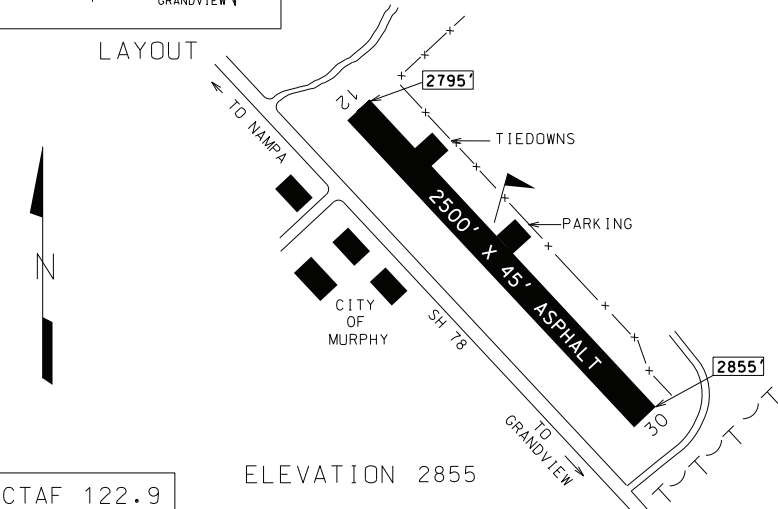 GRANDVIEW
LAYOUT
2795'
12
TO NAMPA
TIEDOWNS
PARKING
2500' X 45' ASPHALT
N
CITY
OF
MURPHY
SH 78
2855'
30
TO
GRANDVIEW
ELEVATION 2855
CTAF 122.9